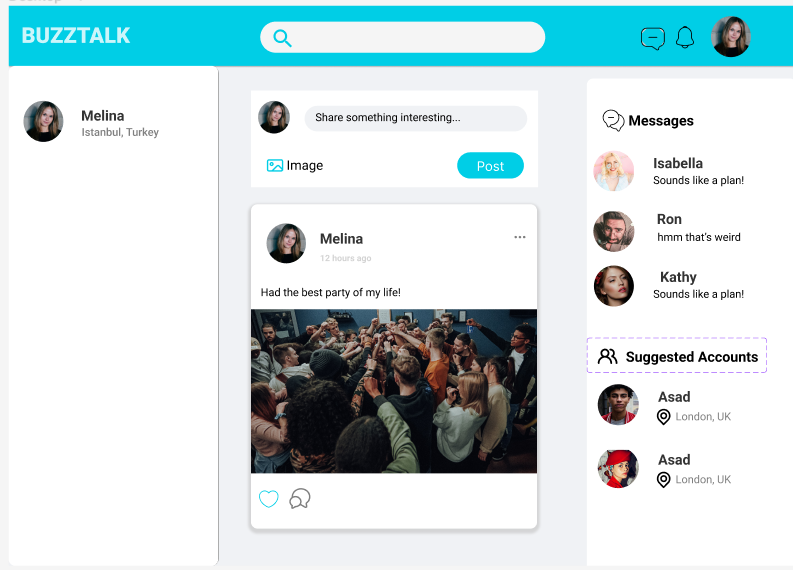 BUZZTALK
Melina
Istanbul, Turkey
Share something interesting...
Image
Post
Melina
12 hours ago
Had the best party of my life!
Messages
Isabella
Sounds like a plan!
Ron
hmm that's weird
Kathy
Sounds like a plan!
Suggested Accounts
Asad
London, UK
Asad
London, UK